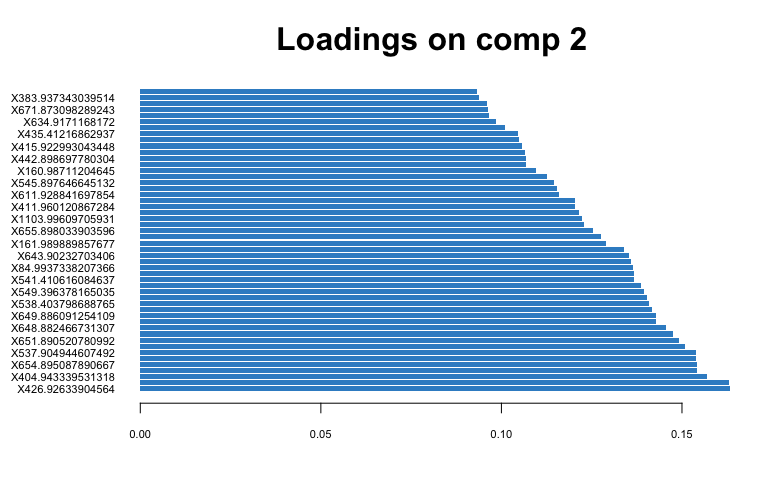 Loadings on comp 2
X383.937343039514
X671.873098289243
X634.9171168172
X435.41216862937
X415.922993043448
X442.898697780304
X160.98711204645
X545.897646645132
X611.928841697854
X411.960120867284
X1103.99609705931
X655.898033903596
X161.989889857677
X643.90232703406
X84.9937338207366
X541.410616084637
X549.396378165035
X538.403798688765
X649.886091254109
X648.882466731307
X651.890520780992
X537.904944607492
X654.895087890667
X404.943339531318
X426.92633904564
0.00 0.05 0.10 0.15